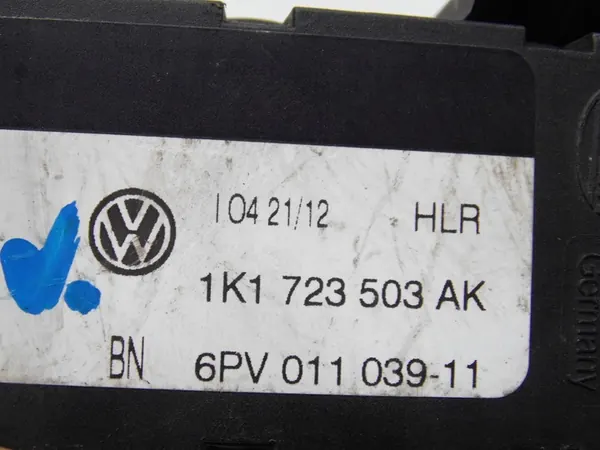 I 04 21/12 HLR
1K1 723 503 AK
BN 6PV 011 039-11
Germany